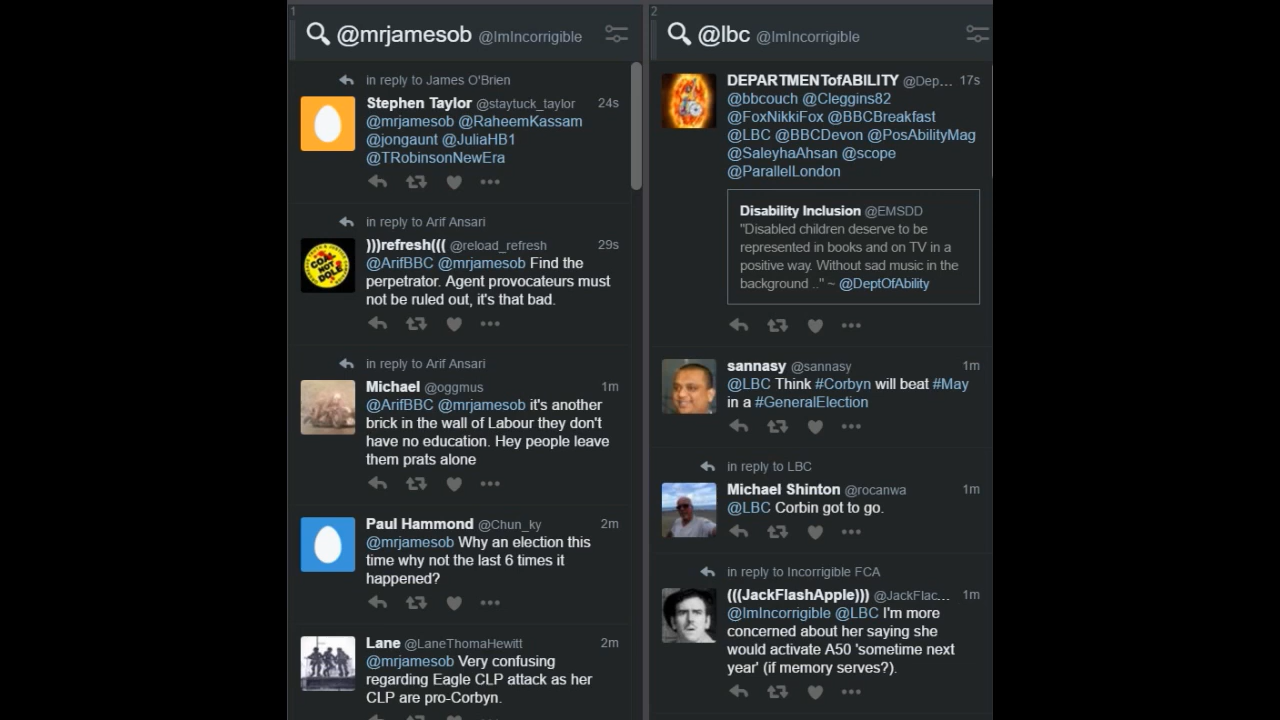 1
@mrjamesob @ImIncorrigible
in reply to James O'Brien
Stephen Taylor @staytuck_taylor 24s
@mrjamesob @RaheemKassam
@jongaunt @JuliaHB1
@TRobinsonNewEra
in reply to Arif Ansari
)))refresh((( @reload_refresh 29s
COAL NOT DOLE
@ArifBBC @mrjamesob Find the
perpetrator. Agent provocateurs must
not be ruled out, it's that bad.
in reply to Arif Ansari
Michael @oggmus 1m
@ArifBBC @mrjamesob it's another
brick in the wall of Labour they don't
have no education. Hey people leave
them prats alone
Paul Hammond @Chun_ky 2m
@mrjamesob Why an election this
time why not the last 6 times it
happened?
Lane @LaneThomaHewitt 2m
@mrjamesob Very confusing
regarding Eagle CLP attack as her
CLP are pro-Corbyn.
2
@lbc @ImIncorrigible
DEPARTMENTofABILITY @Dep... 17s
@bbcouch @Cleggins82
@FoxNikkiFox @BBCBreakfast
@LBC @BBCDevon @PosAbilityMag
@SaleyhaAhsan @scope
@ParallelLondon
Disability Inclusion @EMSDD
"Disabled children deserve to be
represented in books and on TV in a
positive way. Without sad music in the
background .." ~ @DeptOfAbility
sannasy @sannasy 1m
@LBC Think #Corbyn will beat #May
in a #GeneralElection
in reply to LBC
Michael Shinton @rocanwa 1m
@LBC Corbin got to go.
in reply to Incorrigible FCA
(((JackFlashApple))) @JackFlac... 1m
@ImIncorrigible @LBC I'm more
concerned about her saying she
would activate A50 'sometime next
year' (if memory serves?).